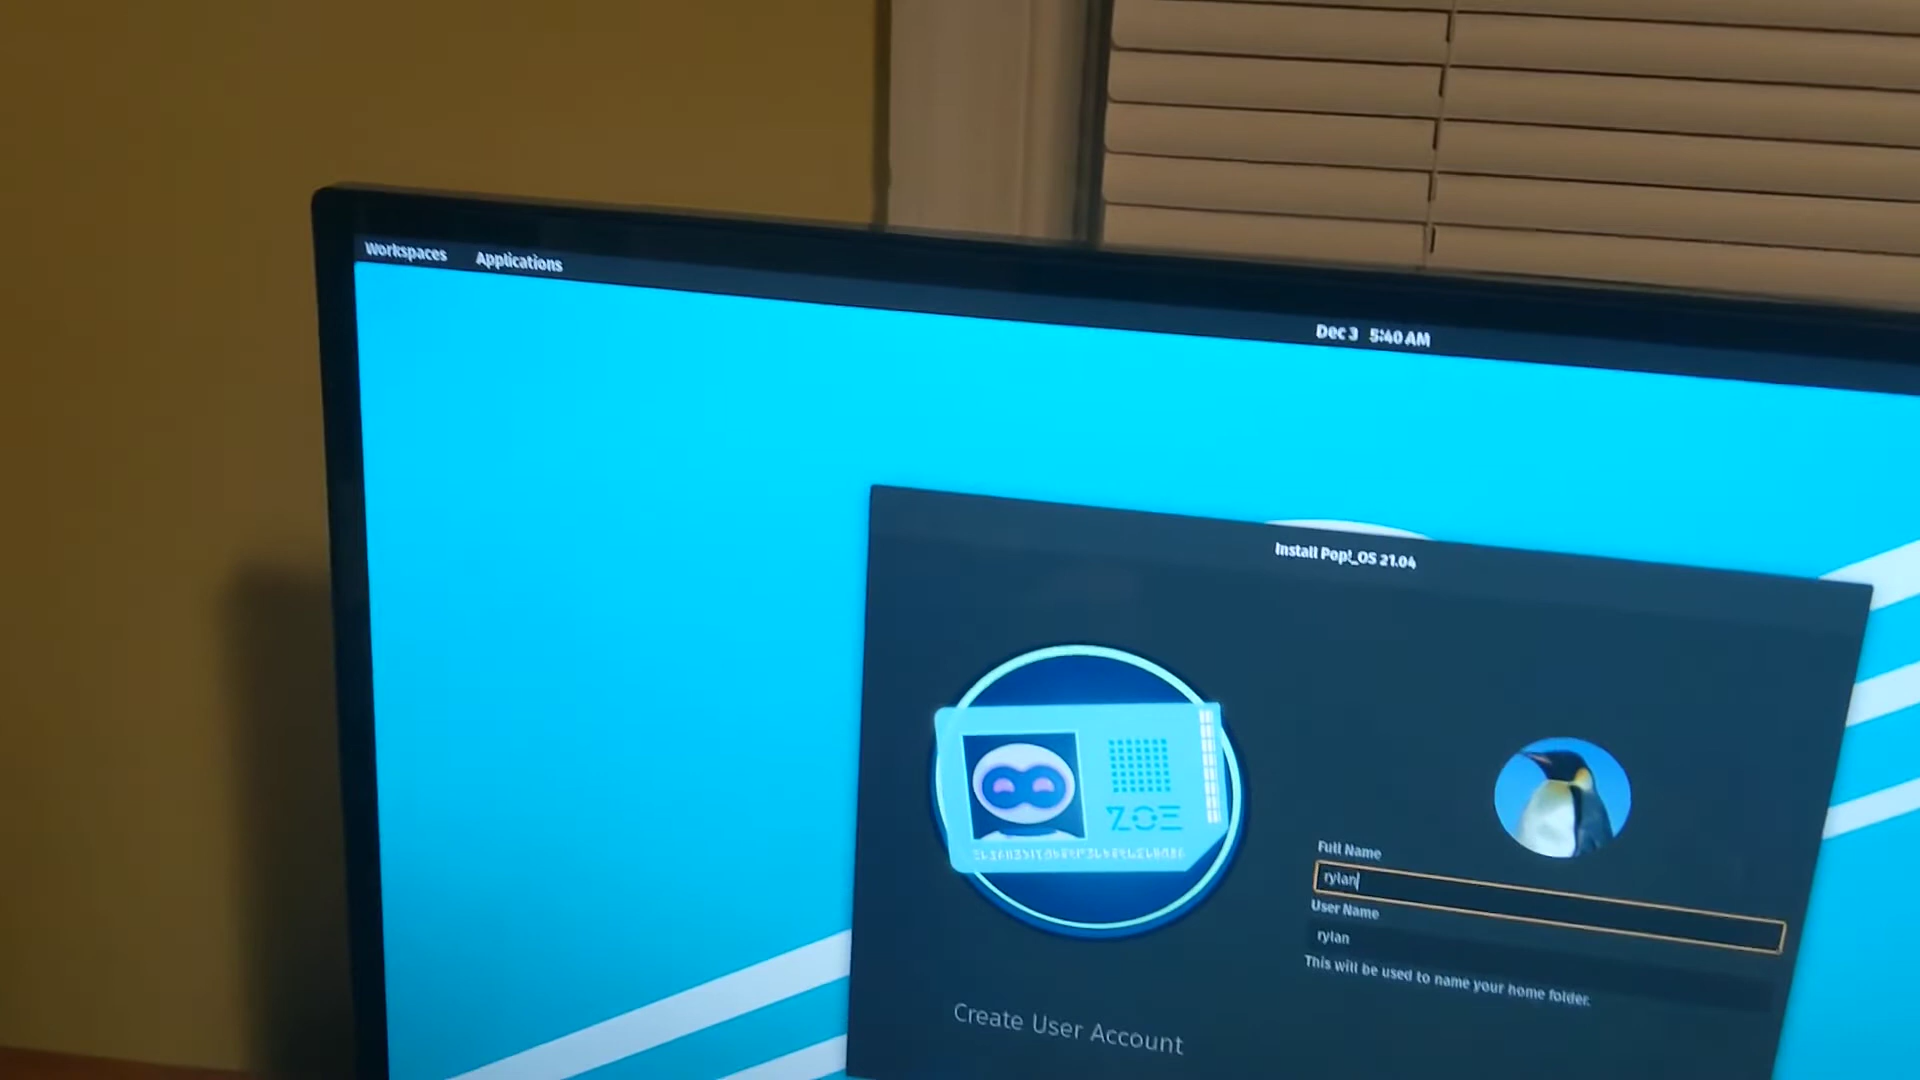 Workspaces Applications
Dec 3 5:40 AM
Install Pop!_OS 21.04
ZOE
Full Name
rylan
User Name
rylan
This will be used to name your home folder.
Create User Account